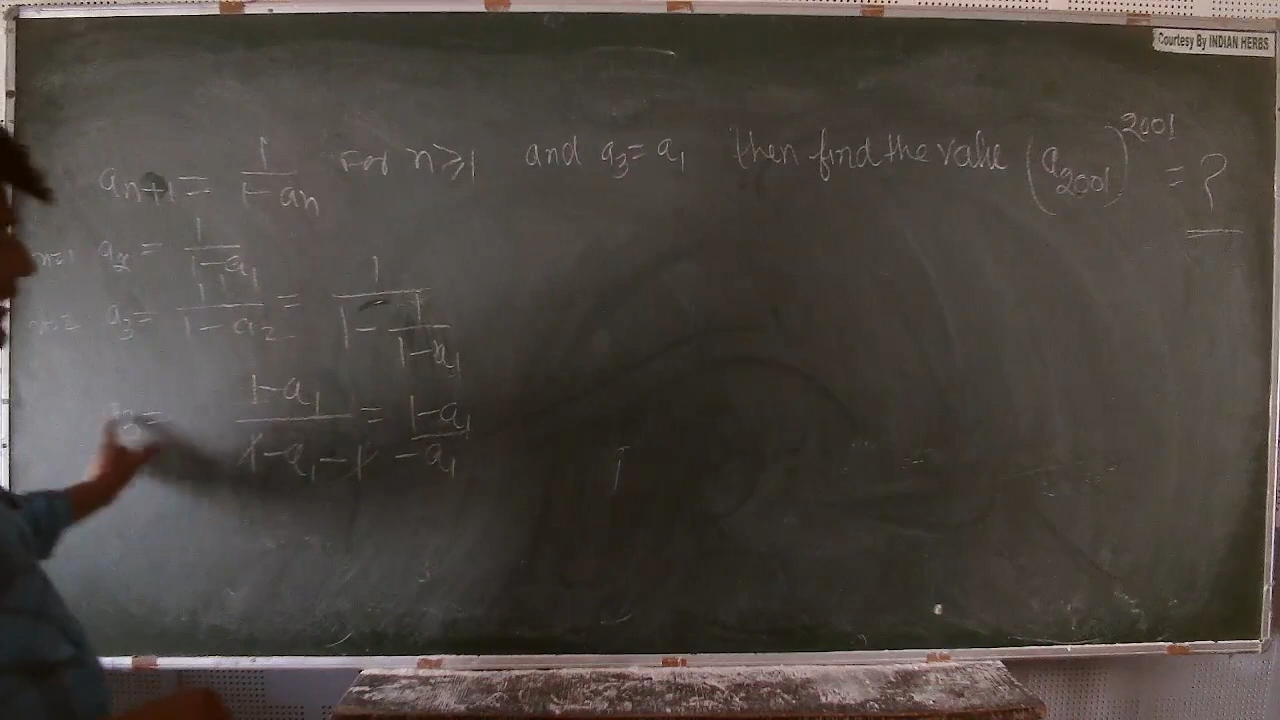 Courtesy By INDIAN HERBS
aₙ₊₁ = 1/(1-aₙ) For n≥1 and a₃=a₁ then find the value (a₂₀₀₁)^2001 = ?
n=1 a₂ = 1/(1-a₁)
n=2 a₃= 1/(1-a₂) = 1/(1-1/(1-a₁))
= (1-a₁)/(1-a₁-1) = (1-a₁)/(-a₁)